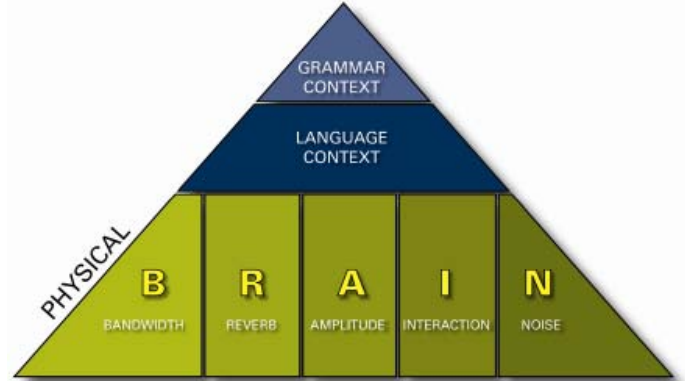 GRAMMAR
CONTEXT
LANGUAGE
CONTEXT
PHYSICAL
B R A I N
BANDWIDTH REVERB AMPLITUDE INTERACTION NOISE